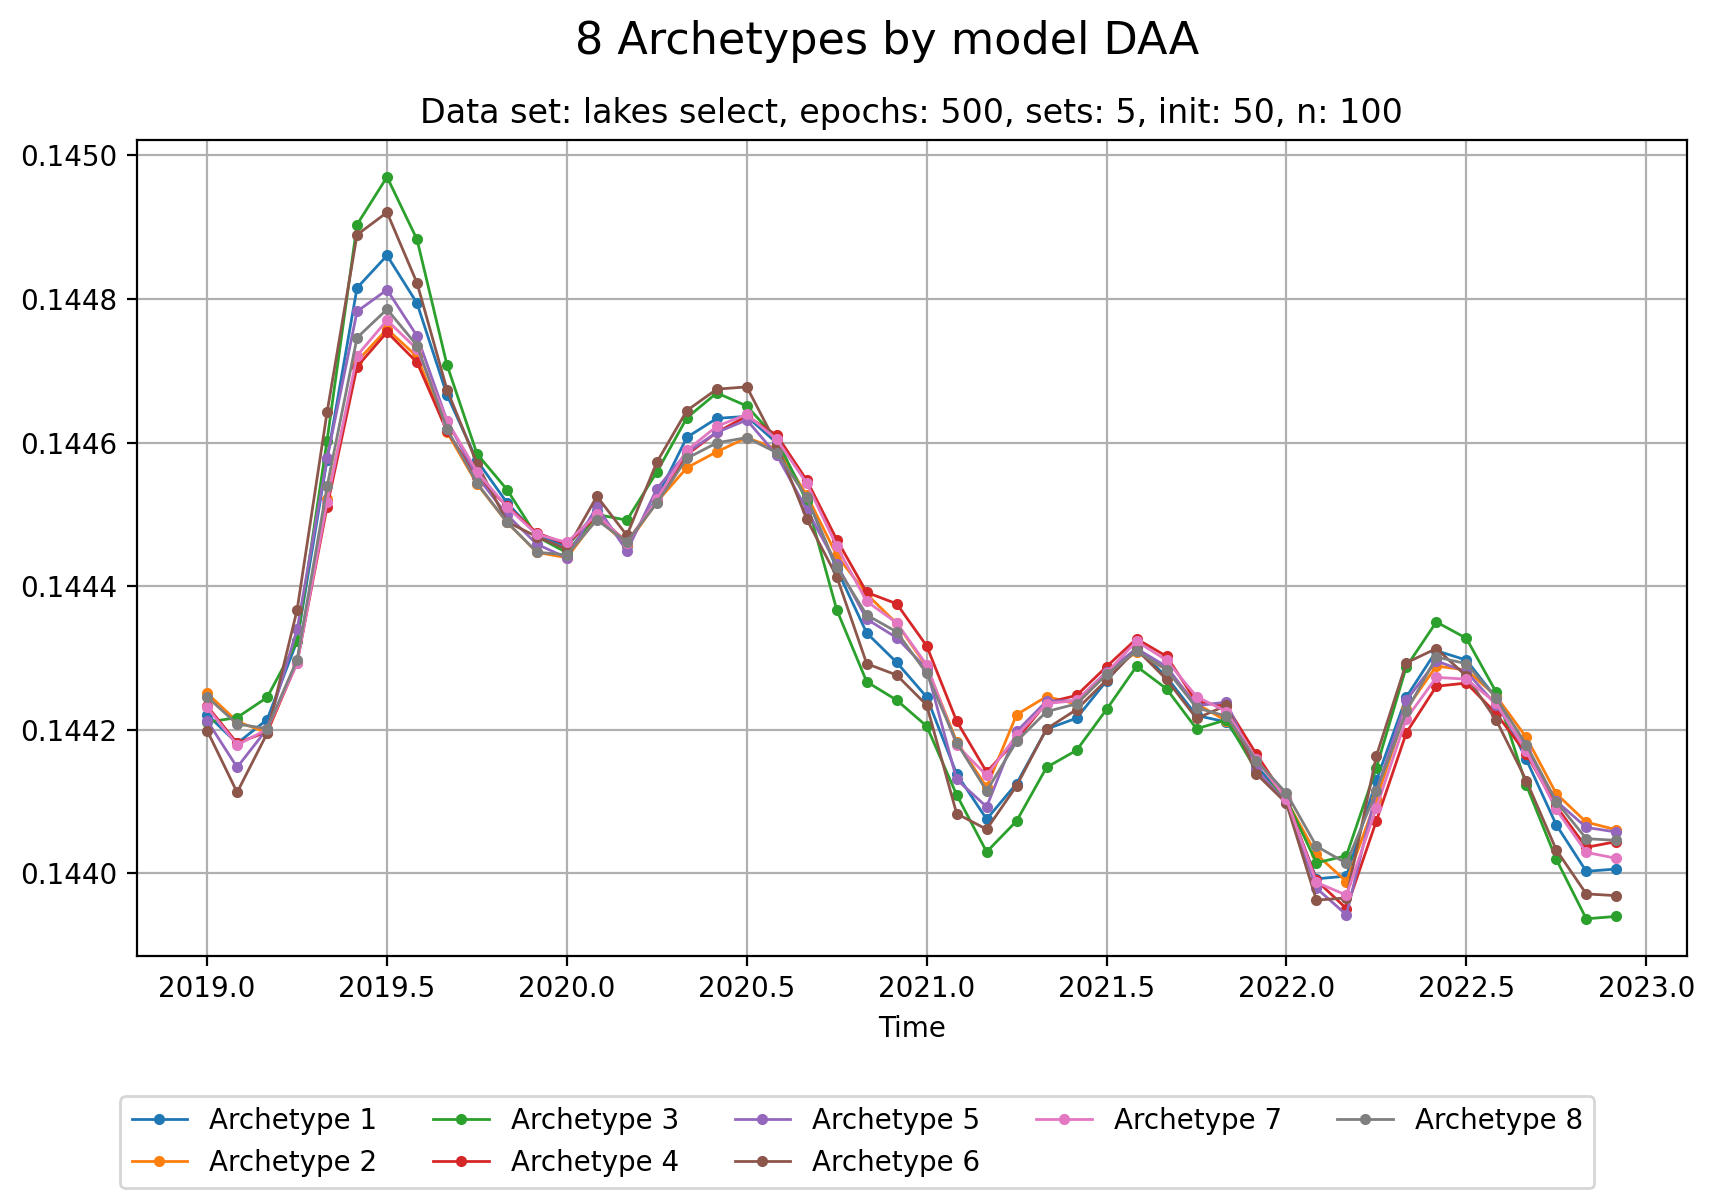 8 Archetypes by model DAA
Data set: lakes select, epochs: 500, sets: 5, init: 50, n: 100
0.1450
0.1448
0.1446
0.1444
0.1442
0.1440
2019.0 2019.5 2020.0 2020.5 2021.0 2021.5 2022.0 2022.5 2023.0
Time
Archetype 1 Archetype 3 Archetype 5 Archetype 7 Archetype 8
Archetype 2 Archetype 4 Archetype 6